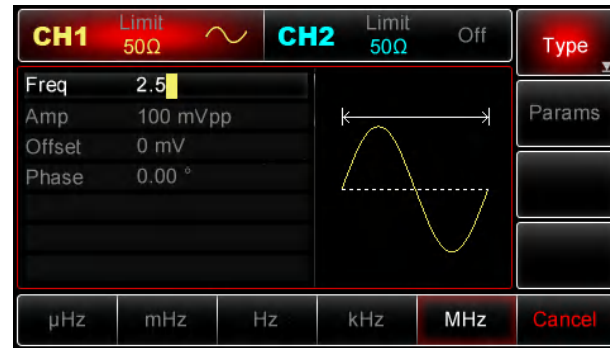 CH1 Limit 50Ω CH2 Limit 50Ω Off Type
Freq 2.5
Amp 100 mVpp Params
Offset 0 mV
Phase 0.00 °
µHz mHz Hz kHz MHz Cancel